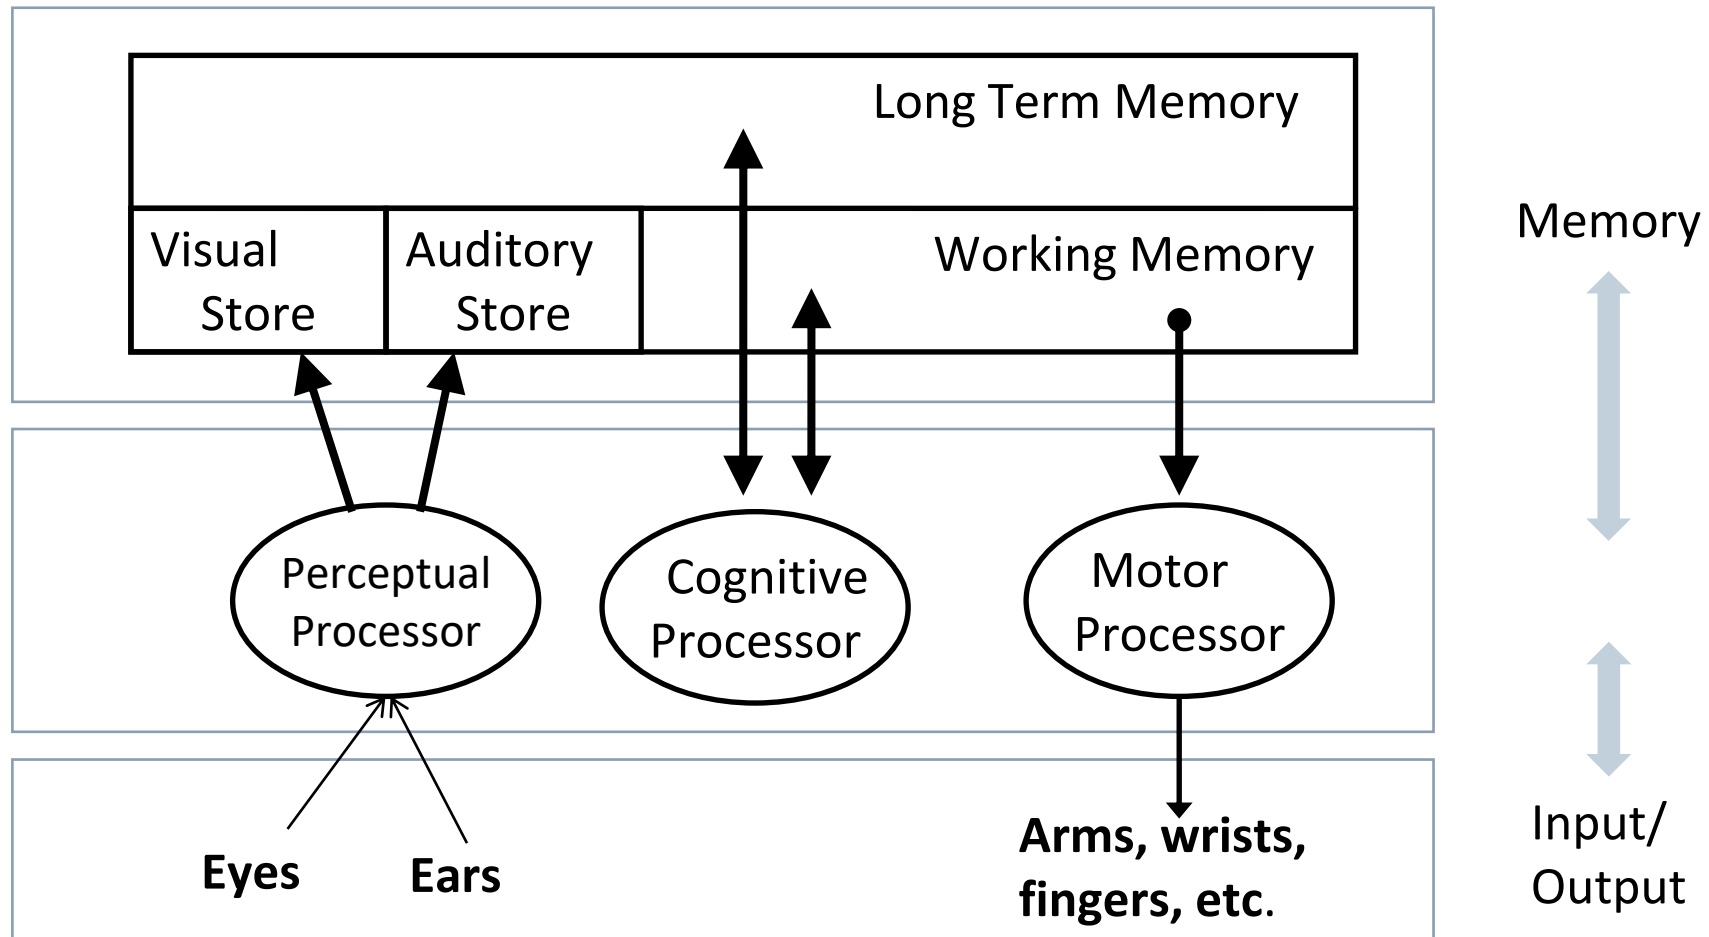 Long Term Memory
Visual
Store
Auditory
Store
Working Memory
Memory
Perceptual
Processor
Cognitive
Processor
Motor
Processor
Eyes
Ears
Arms, wrists,
fingers, etc.
Input/
Output